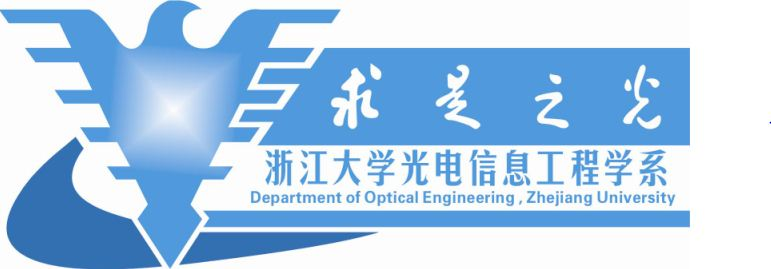 求是之光
浙江大学光电信息工程学系
Department of Optical Engineering , Zhejiang University